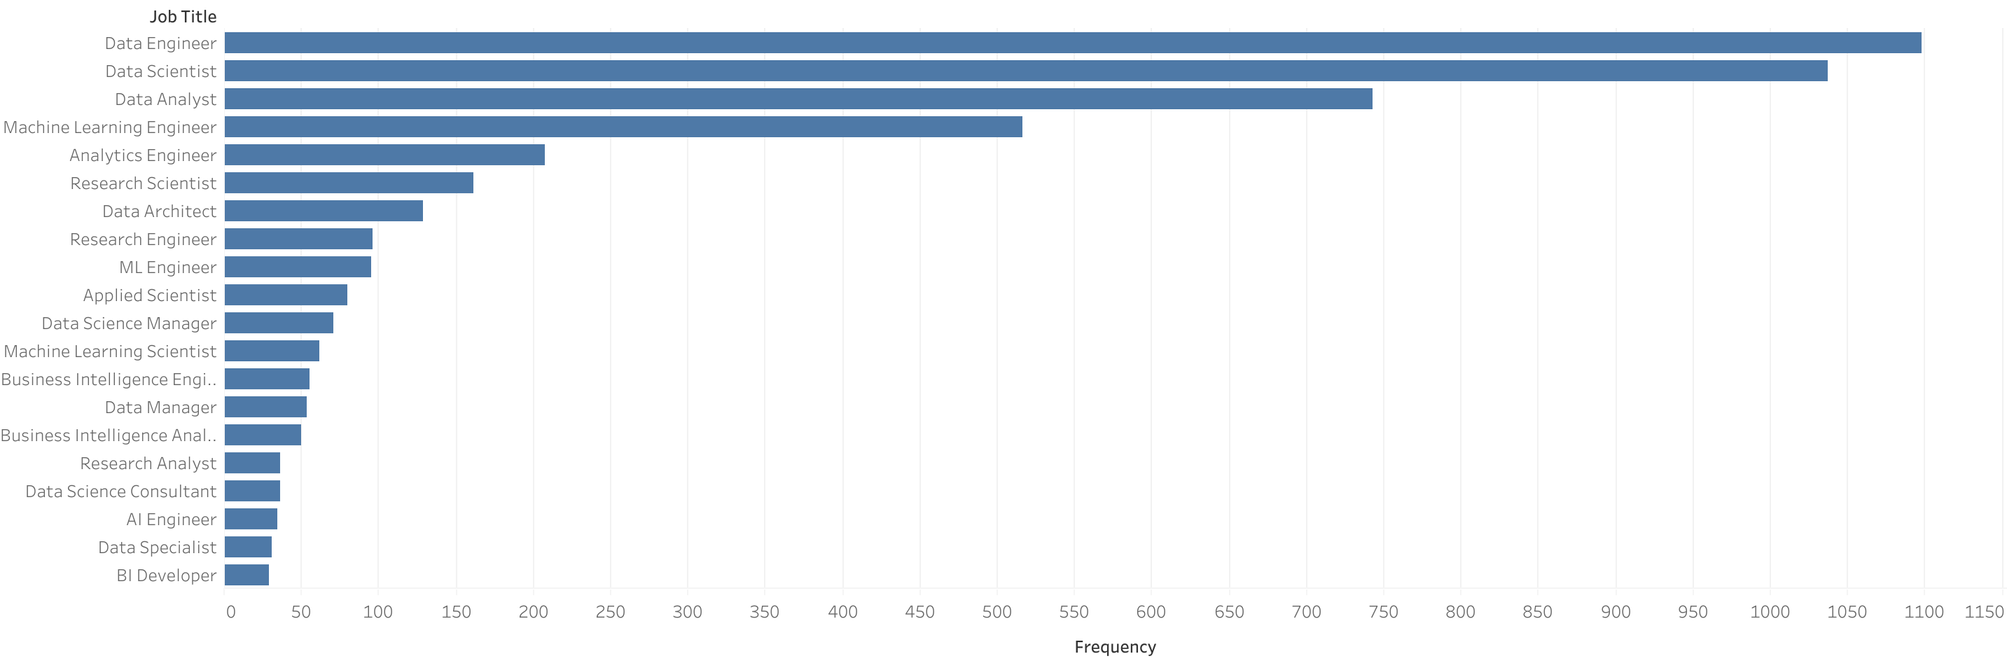 Job Title
Data Engineer
Data Scientist
Data Analyst
Machine Learning Engineer
Analytics Engineer
Research Scientist
Data Architect
Research Engineer
ML Engineer
Applied Scientist
Data Science Manager
Machine Learning Scientist
Business Intelligence Engi..
Data Manager
Business Intelligence Anal..
Research Analyst
Data Science Consultant
AI Engineer
Data Specialist
BI Developer
0 50 100 150 200 250 300 350 400 450 500 550 600 650 700 750 800 850 900 950 1000 1050 1100 1150
Frequency